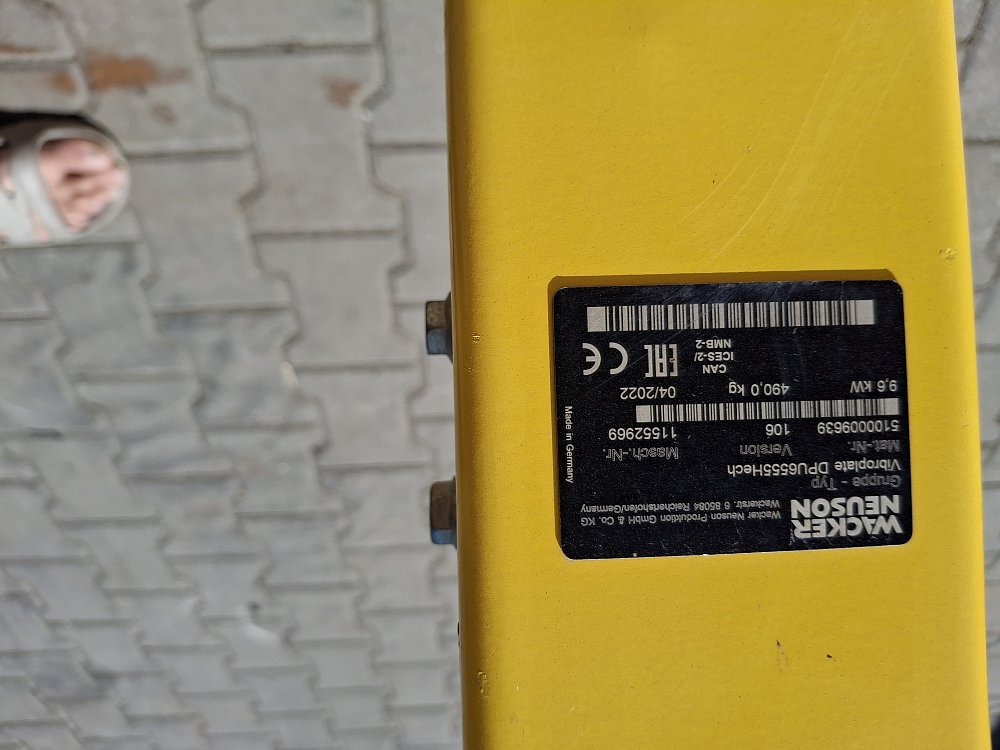 WACKER
NEUSON
Wacker Neuson Produktion GmbH & Co. KG
Wackerstr. 6 85084 Reichertshofen/Germany
Gruppe - Typ
Vibroplate DPU6555Hech
Mat.-Nr. Version Masch.-Nr.
5100009639 106 11552969
9,6 kW 490,0 kg 04/2022
CAN
ICES-2/
NMB-2
EAC CE
Made in Germany